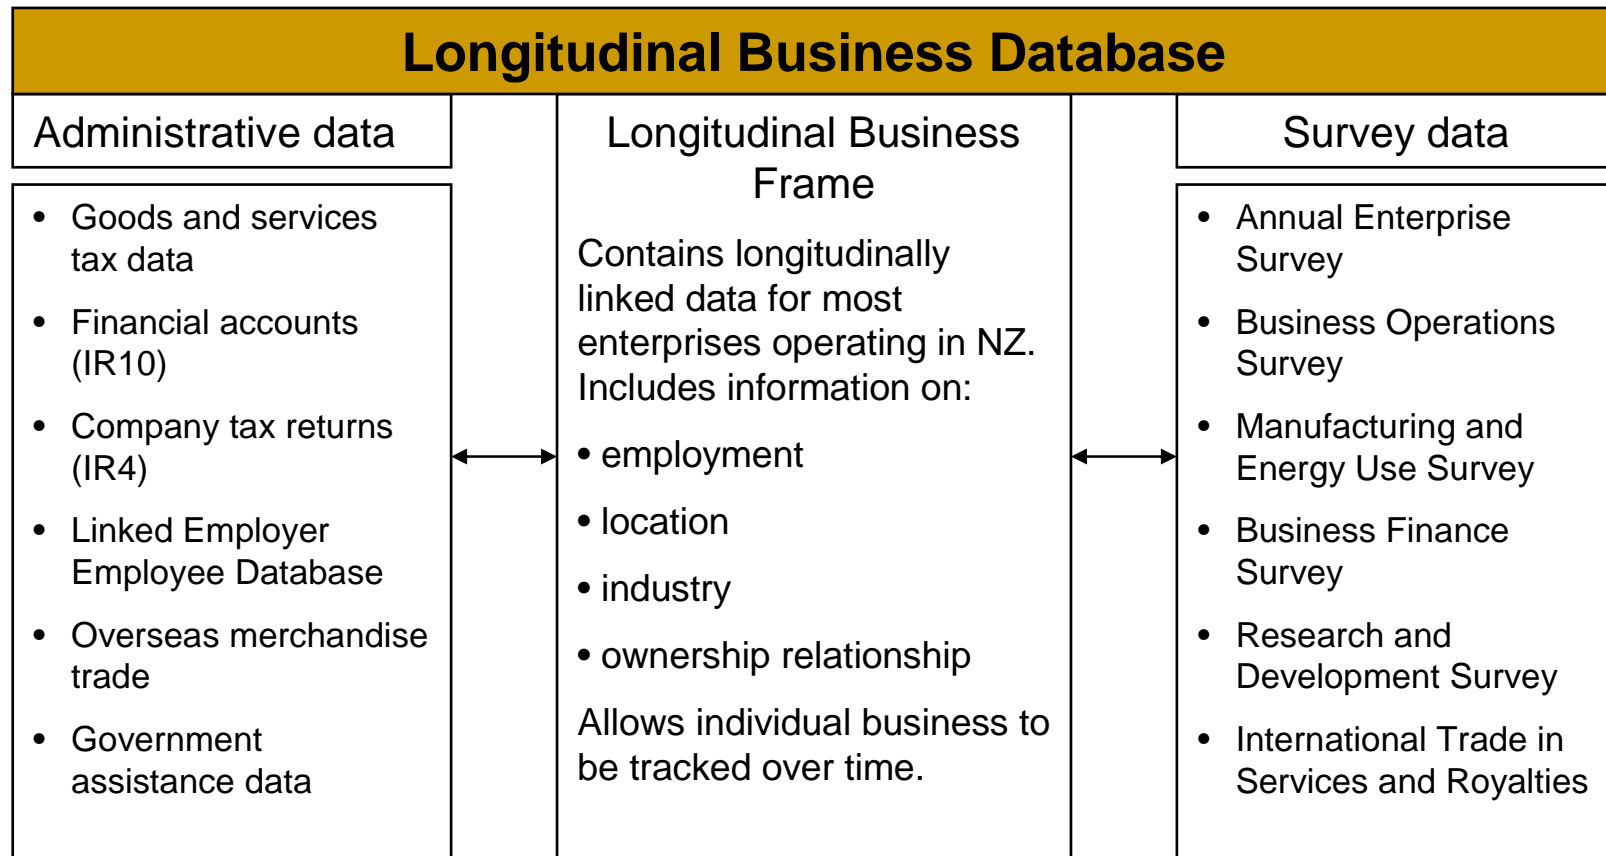 Longitudinal Business Database
Administrative data
• Goods and services
tax data
• Financial accounts
(IR10)
• Company tax returns
(IR4)
• Linked Employer
Employee Database
• Overseas merchandise
trade
• Government
assistance data
Longitudinal Business
Frame
Contains longitudinally
linked data for most
enterprises operating in NZ.
Includes information on:
• employment
• location
• industry
• ownership relationship
Allows individual business to
be tracked over time.
Survey data
• Annual Enterprise
Survey
• Business Operations
Survey
• Manufacturing and
Energy Use Survey
• Business Finance
Survey
• Research and
Development Survey
• International Trade in
Services and Royalties